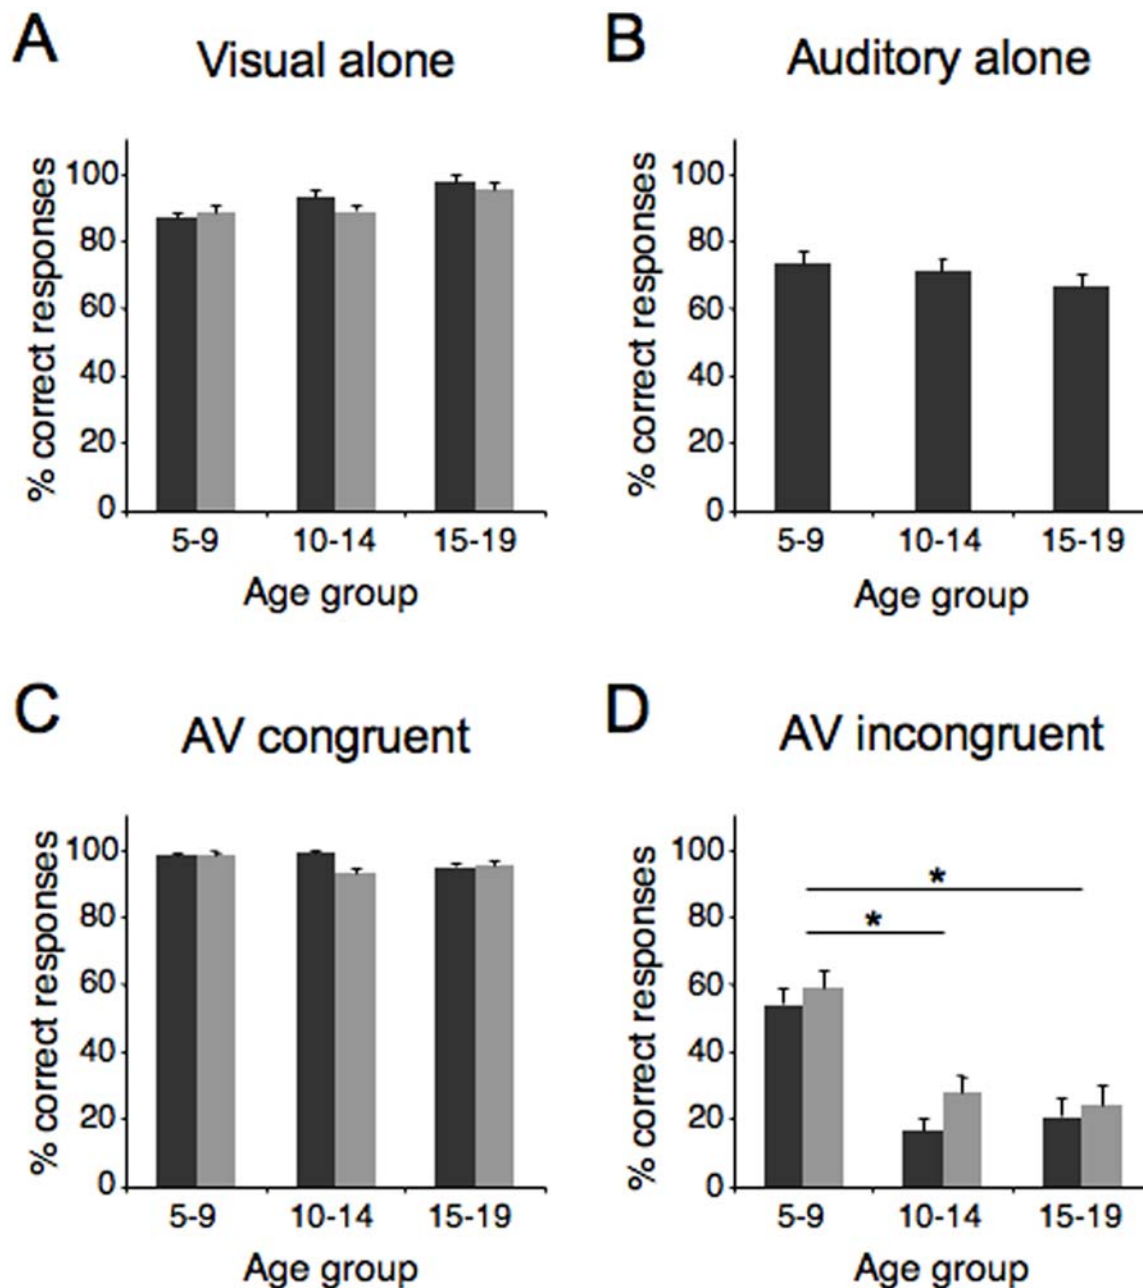 A
Visual alone
% correct responses
100
80
60
40
20
0
5-9 10-14 15-19
Age group
B
Auditory alone
% correct responses
100
80
60
40
20
0
5-9 10-14 15-19
Age group
C
AV congruent
% correct responses
100
80
60
40
20
0
5-9 10-14 15-19
Age group
D
AV incongruent
% correct responses
100
80
60
40
20
0
*
*
5-9 10-14 15-19
Age group